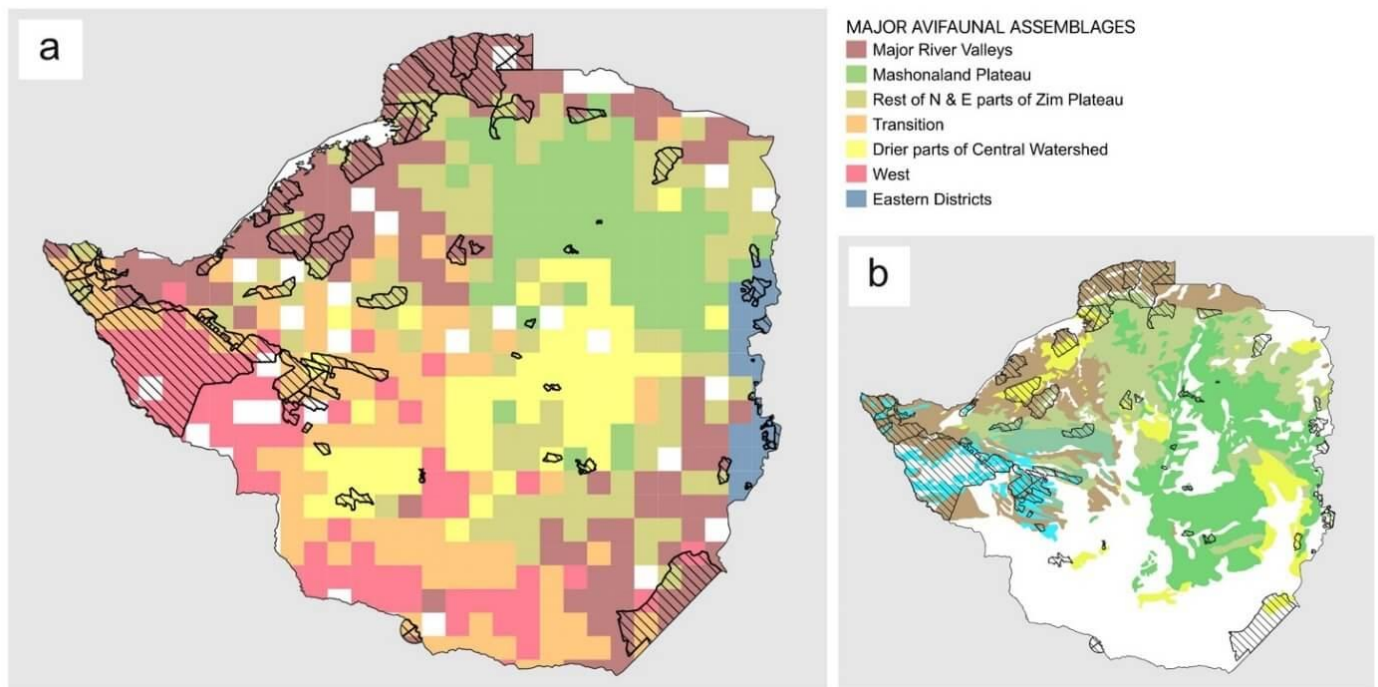 a
MAJOR AVIFAUNAL ASSEMBLAGES
Major River Valleys
Mashonaland Plateau
Rest of N & E parts of Zim Plateau
Transition
Drier parts of Central Watershed
West
Eastern Districts
b